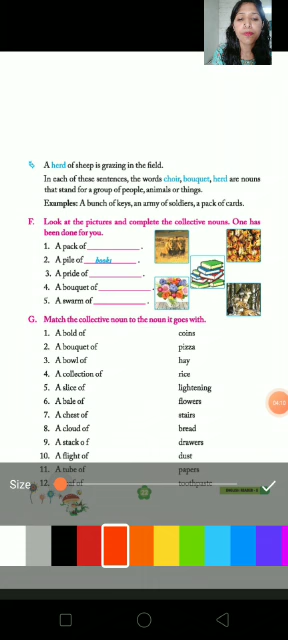 A herd of sheep is grazing in the field.
In each of these sentences, the words choir, bouquet, herd are nouns
that stand for a group of people, animals or things.
Examples: A bunch of keys, an army of soldiers, a pack of cards.
F. Look at the pictures and complete the collective nouns. One has
been done for you.
1. A pack of .
2. A pile of books .
3. A pride of .
4. A bouquet of .
5. A swarm of .
G. Match the collective noun to the noun it goes with.
1. A bold of coins
2. A bouquet of pizza
3. A bowl of hay
4. A collection of rice
5. A slice of lightening
6. A bale of flowers
7. A chest of stairs
8. A cloud of bread
9. A stack o f drawers
10. A flight of dust
11. A tube of papers
12. of toothpaste
Size
04:10